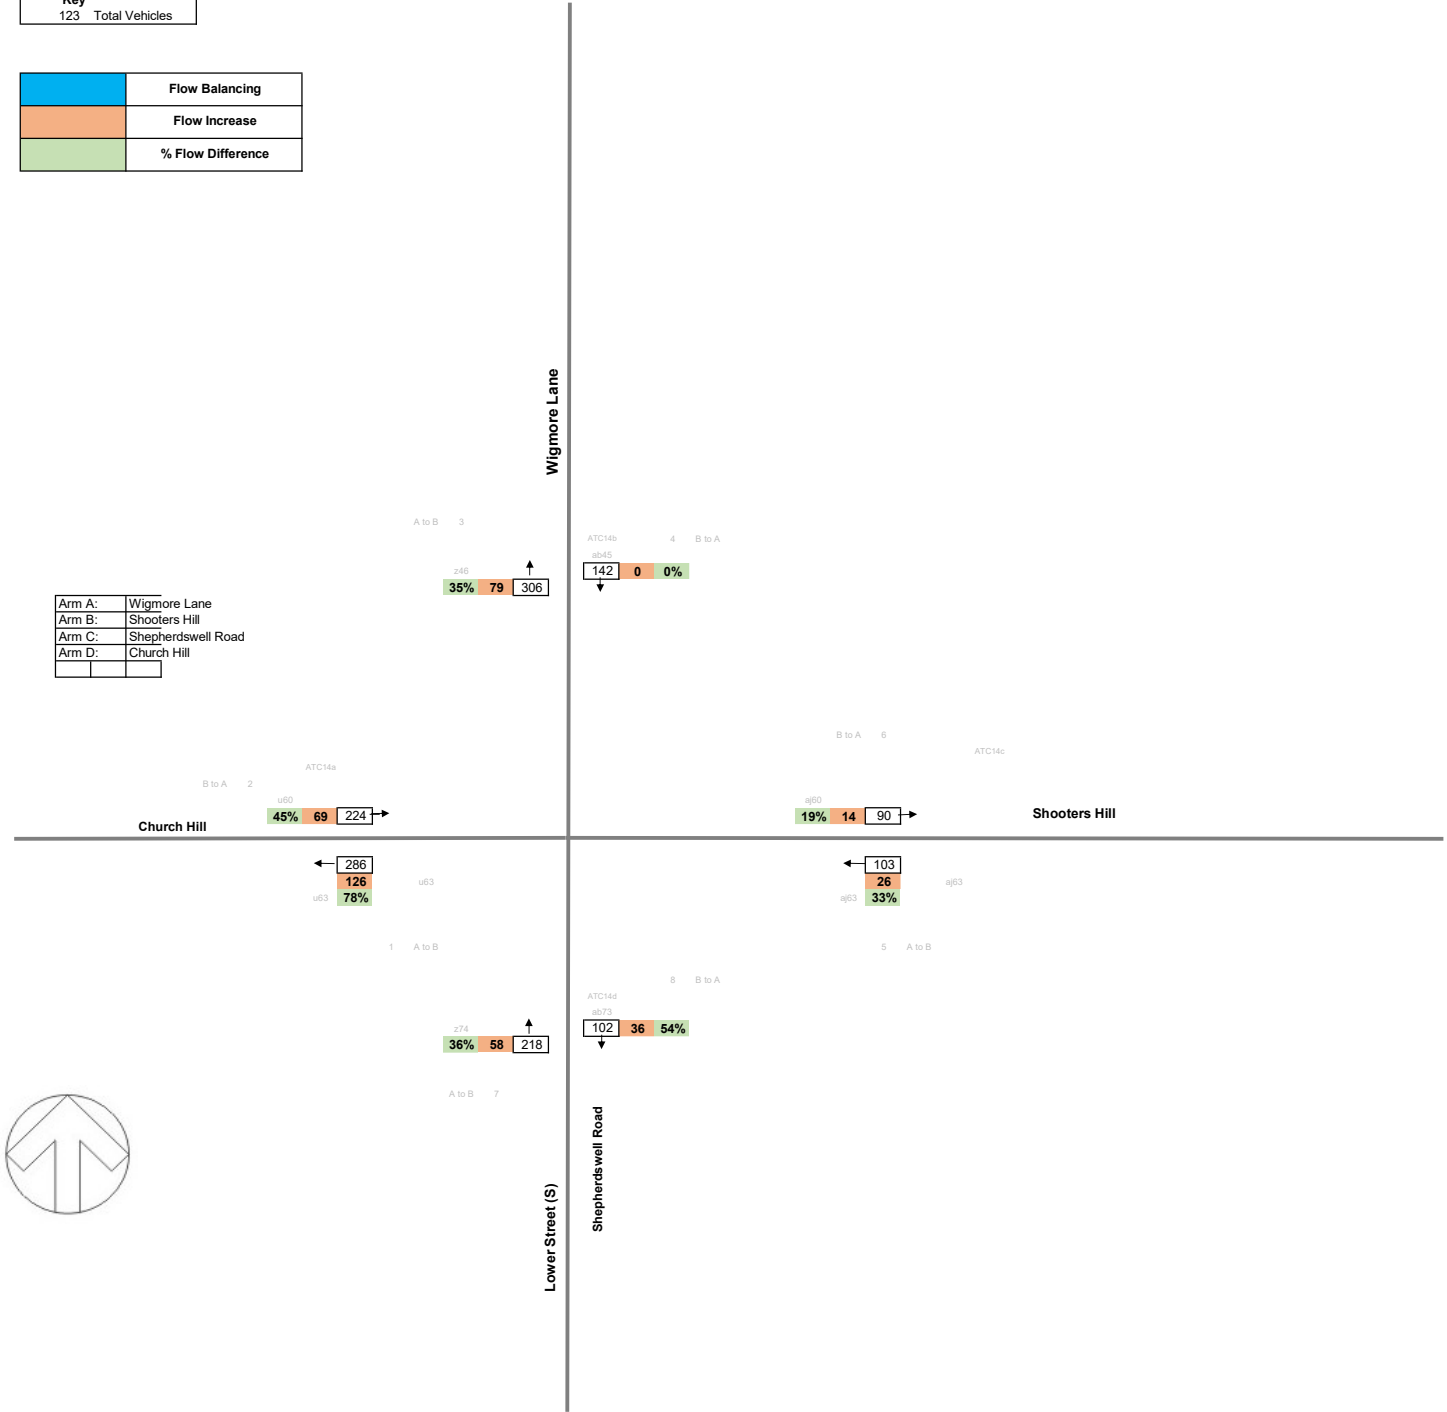 Key
123 Total Vehicles
Flow Balancing
Flow Increase
% Flow Difference
Wigmore Lane
A to B 3
ATC14b 4 B to A
ab45
z46
142 0 0%
35% 79 306
Arm A: Wigmore Lane
Arm B: Shooters Hill
Arm C: Shepherdswell Road
Arm D: Church Hill
B to A 6
ATC14c
ATC14a
B to A 2
u60
aj60
45% 69 224
19% 14 90
Shooters Hill
Church Hill
286
103
126 u63
26 aj63
u63 78%
aj63 33%
1 A to B
5 A to B
8 B to A
ATC14d
ab73
z74
102 36 54%
36% 58 218
A to B 7
Shepherdswell Road
Lower Street (S)